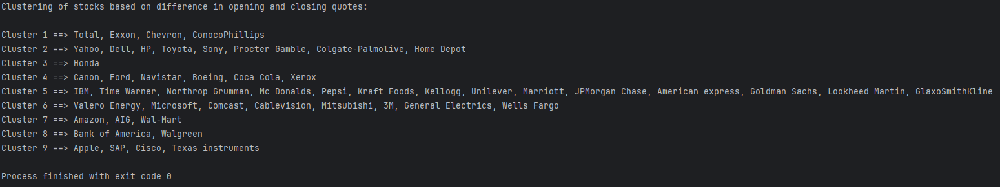 Clustering of stocks based on difference in opening and closing quotes:
Cluster 1 ==> Total, Exxon, Chevron, ConocoPhillips
Cluster 2 ==> Yahoo, Dell, HP, Toyota, Sony, Procter Gamble, Colgate-Palmolive, Home Depot
Cluster 3 ==> Honda
Cluster 4 ==> Canon, Ford, Navistar, Boeing, Coca Cola, Xerox
Cluster 5 ==> IBM, Time Warner, Northrop Grumman, Mc Donalds, Pepsi, Kraft Foods, Kellogg, Unilever, Marriott, JPMorgan Chase, American express, Goldman Sachs, Lookheed Martin, GlaxoSmithKline
Cluster 6 ==> Valero Energy, Microsoft, Comcast, Cablevision, Mitsubishi, 3M, General Electrics, Wells Fargo
Cluster 7 ==> Amazon, AIG, Wal-Mart
Cluster 8 ==> Bank of America, Walgreen
Cluster 9 ==> Apple, SAP, Cisco, Texas instruments
Process finished with exit code 0